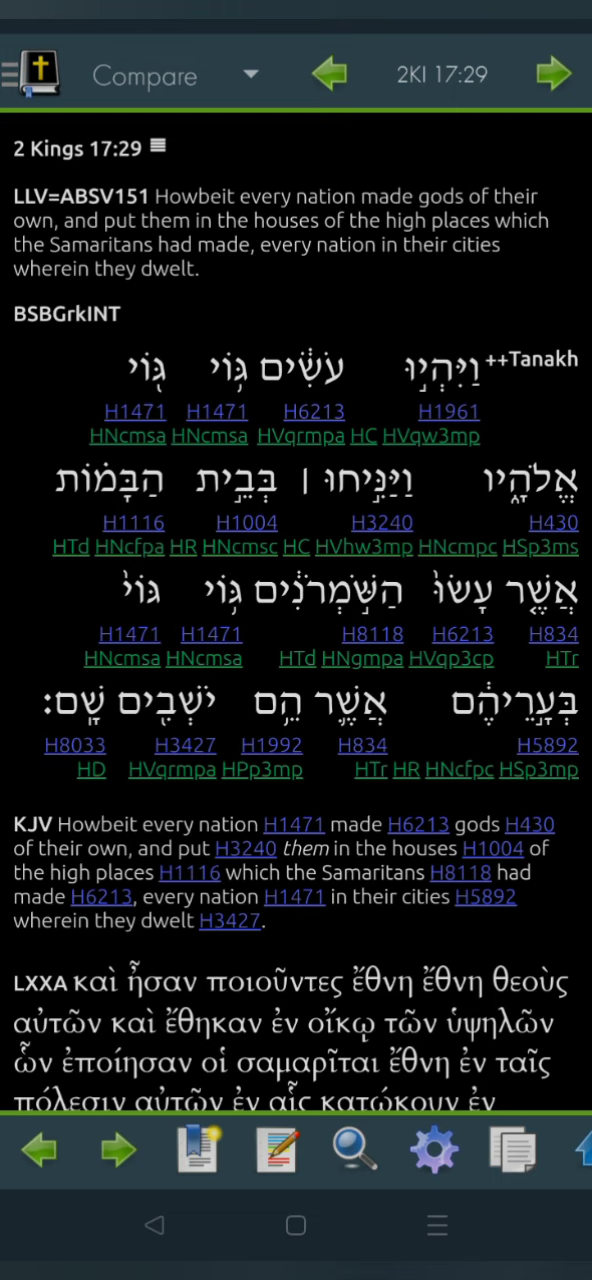 Compare
2KI 17:29
2 Kings 17:29
LLV=ABSV151 Howbeit every nation made gods of their
own, and put them in the houses of the high places which
the Samaritans had made, every nation in their cities
wherein they dwelt.
BSBGrkINT
++Tanakh וַיִּהְי֣וּ עֹשִׂ֔ים גּ֥וֹי גּ֖וֹי
H1471 H1471 H6213 H1961
HNcmsa HNcmsa HVqrmpa HC HVqw3mp
אֱלֹהָ֑יו וַיַּנִּ֣יחוּ ׀ בְּבֵ֣ית הַבָּמ֗וֹת
H1116 H1004 H3240 H430
HTd HNcfpa HR HNcmsc HC HVhw3mp HNcmpc HSp3ms
אֲשֶׁ֤ר עָשׂוּ֙ הַשֹּׁ֣מְרֹנִ֔ים גּ֥וֹי גּוֹי֙
H1471 H1471 H8118 H6213 H834
HNcmsa HNcmsa HTd HNgmpa HVqp3cp HTr
בְּעָ֣רֵיהֶ֔ם אֲשֶׁ֛ר הֵ֥ם יֹשְׁבִ֖ים שָֽׁם׃
H8033 H3427 H1992 H834 H5892
HD HVqrmpa HPp3mp HTr HR HNcfpc HSp3mp
KJV Howbeit every nation H1471 made H6213 gods H430
of their own, and put H3240 them in the houses H1004 of
the high places H1116 which the Samaritans H8118 had
made H6213, every nation H1471 in their cities H5892
wherein they dwelt H3427.
LXXA καὶ ἦσαν ποιοῦντες ἔθνη ἔθνη θεοὺς
αὐτῶν καὶ ἔθηκαν ἐν οἴκῳ τῶν ὑψηλῶν
ὧν ἐποίησαν οἱ σαμαρῖται ἔθνη ἐν ταῖς
πόλεσιν αὐτῶν ἐν αἷς κατῴκουν ἐν